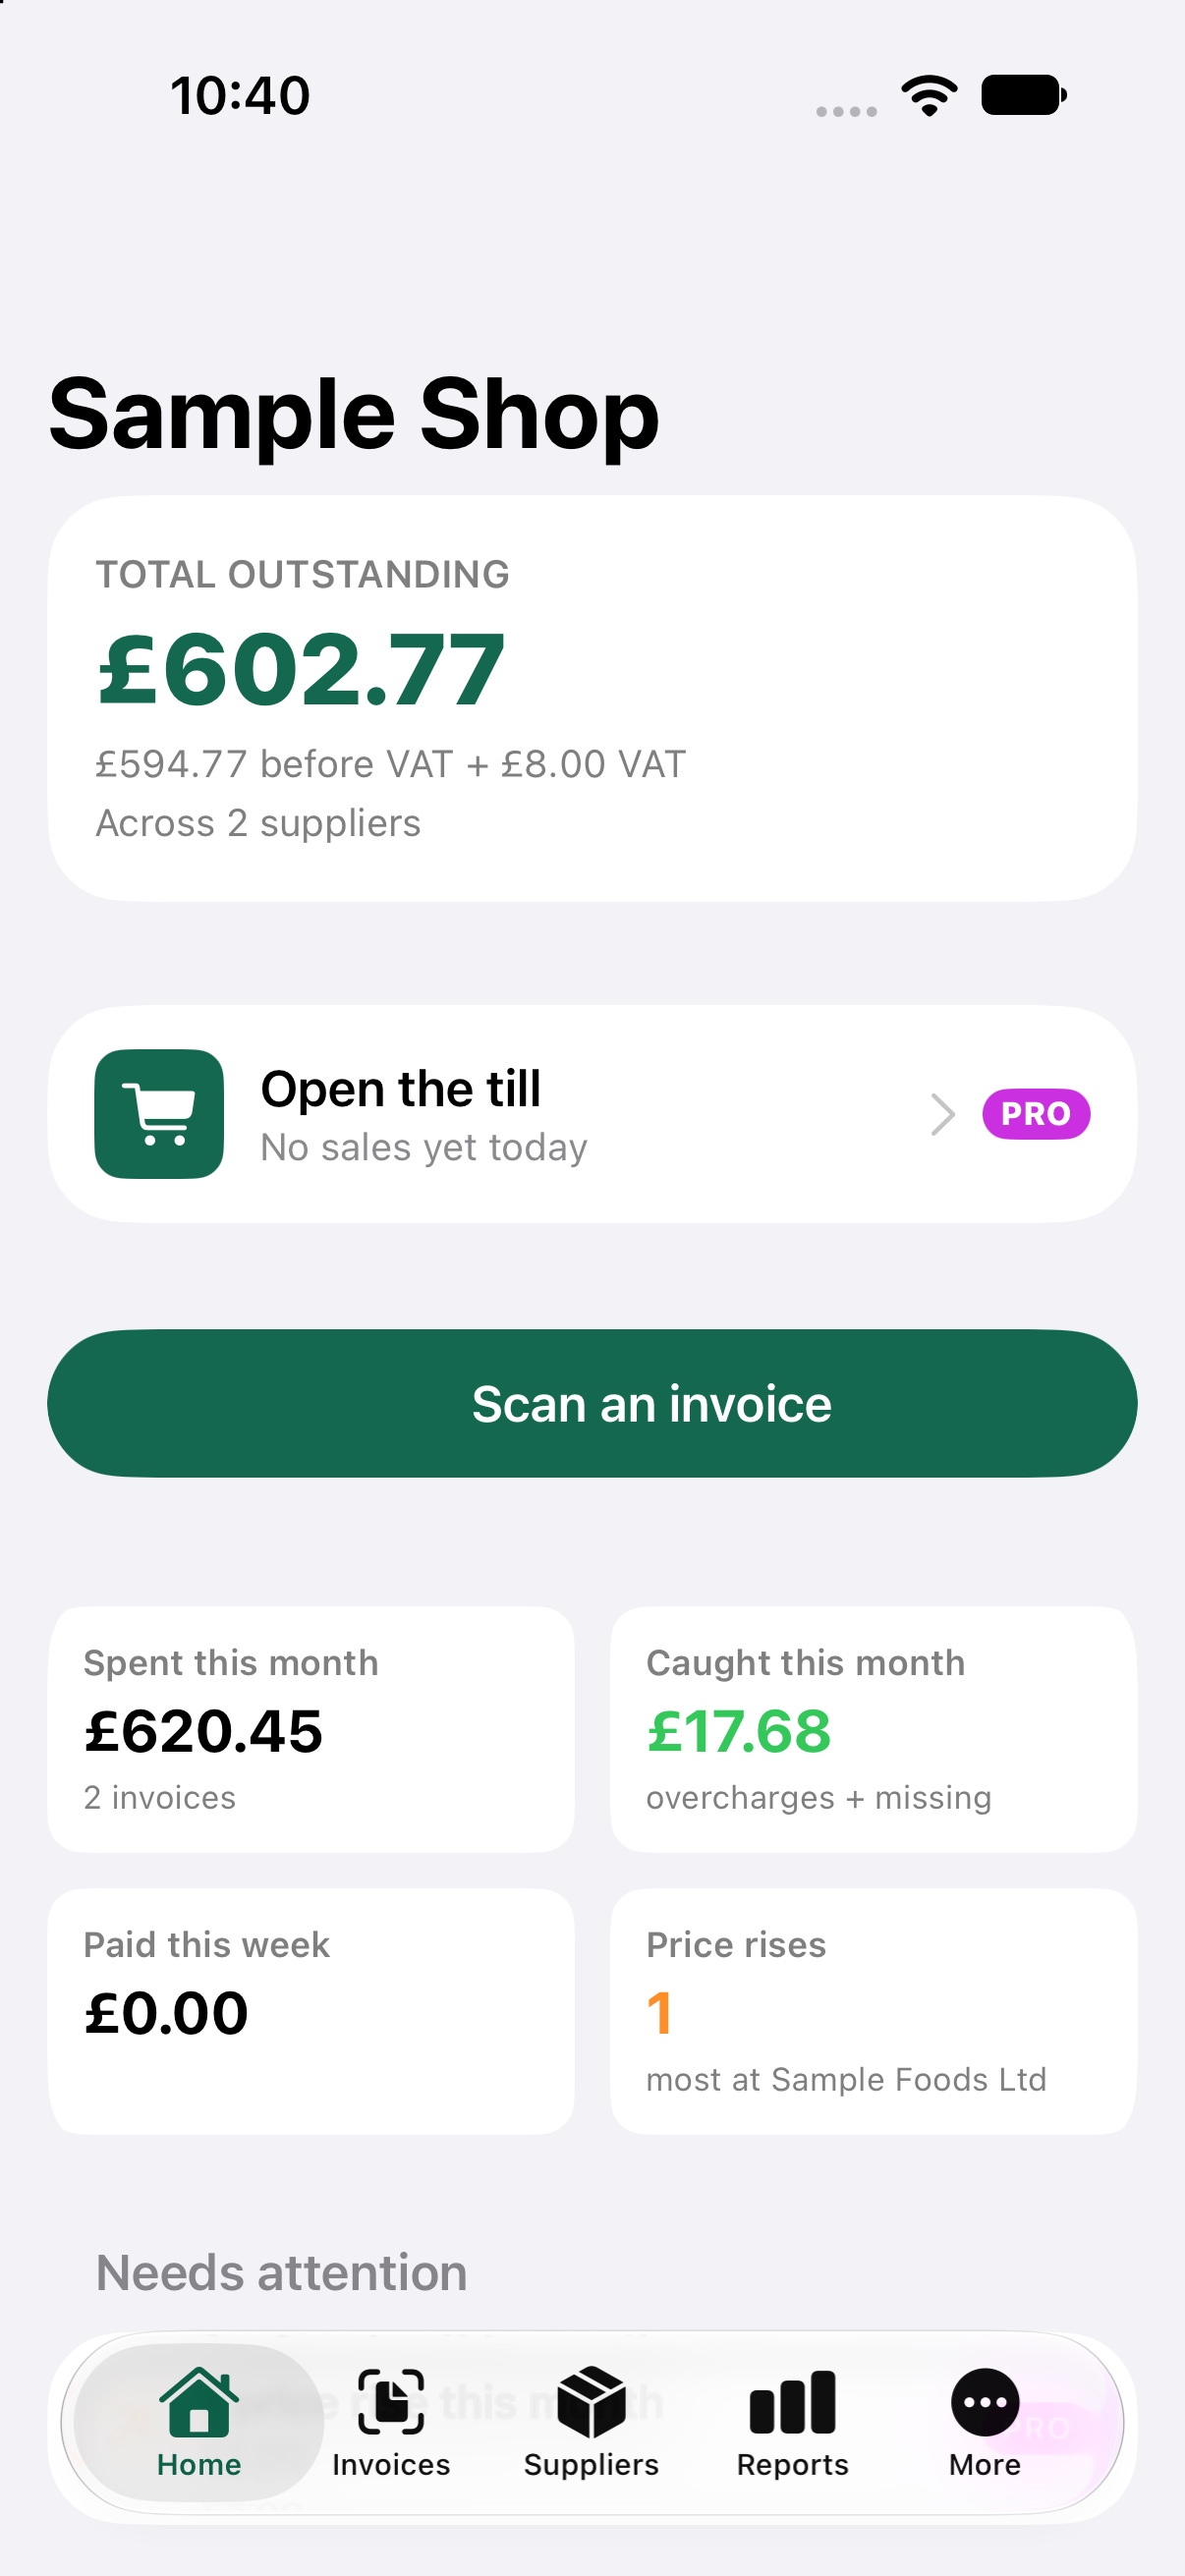 10:40
Sample Shop
TOTAL OUTSTANDING
£602.77
£594.77 before VAT + £8.00 VAT
Across 2 suppliers
Open the till
No sales yet today
PRO
Scan an invoice
Spent this month
£620.45
2 invoices
Caught this month
£17.68
overcharges + missing
Paid this week
£0.00
Price rises
1
most at Sample Foods Ltd
Needs attention
PRO
Home
Invoices
Suppliers
Reports
More